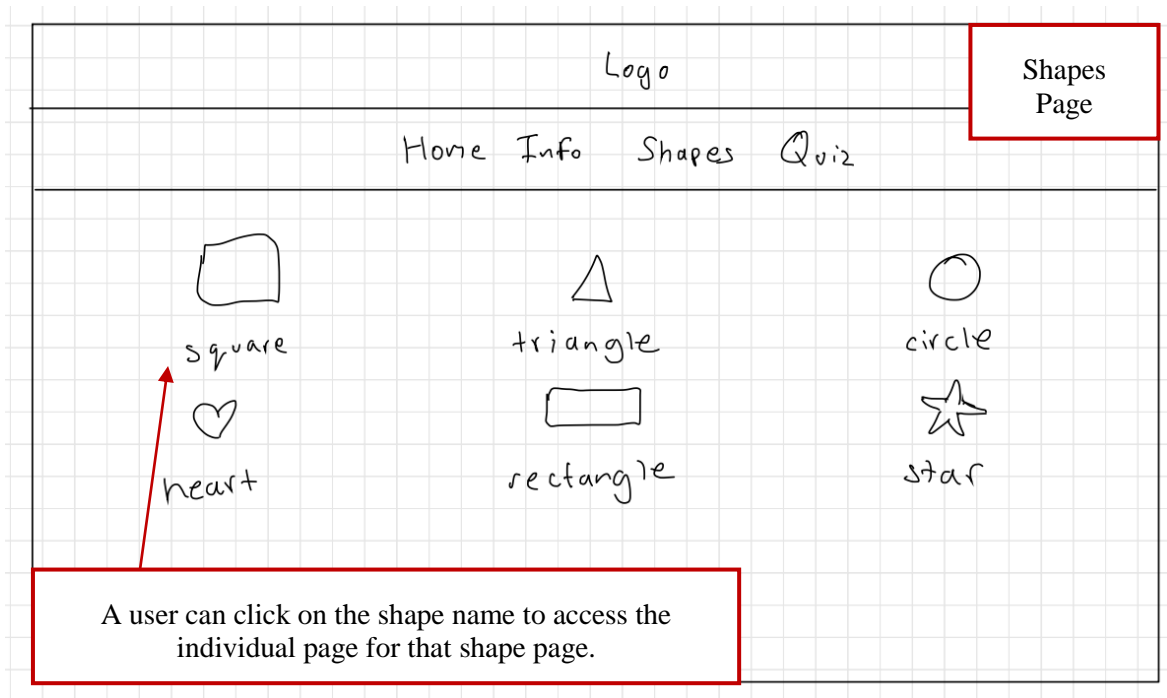 Logo
Shapes
Page
Home Info Shapes Quiz
square triangle circle
heart rectangle star
A user can click on the shape name to access the
individual page for that shape page.